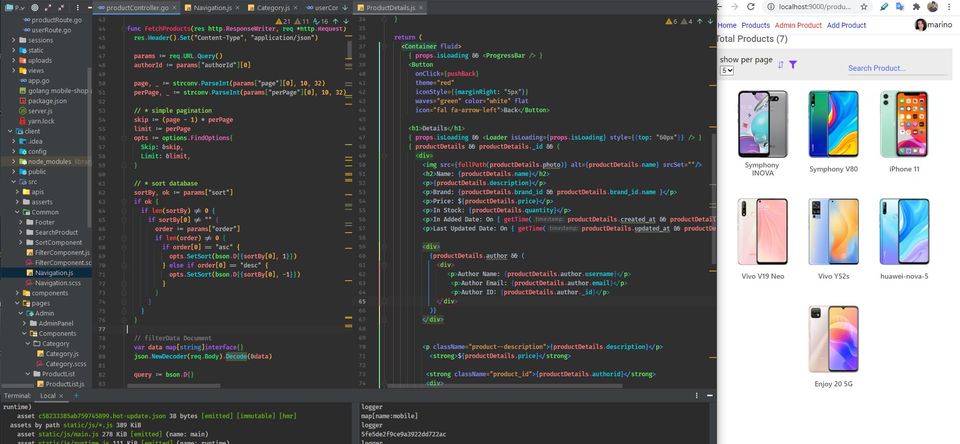 productRoute.go
userRoute.go
sessions
static
uploads
views
app.go
golang mobile-shop
package.json
server.js
yarn.lock
client
.idea
config
node_modules
public
src
apis
asserts
Common
Footer
SearchProduct
SortComponent
FilterComponent.js
FilterComponent.sc
Navigation.js
Navigation.scss
components
pages
Admin
AdminPanel
Components
Category
Category.js
Category.scss
ProductList
ProductList.js
productController.go
Navigation.js
Category.js
userCor
21 11 16
func FetchProducts(res http.ResponseWriter, req *http.Request)
res.Header().Set("Content-Type", "application/json")
params := req.URL.Query()
authorId := params["authorId"][0]
page, _ := strconv.ParseInt(params["page"][0], 10, 32)
perPage, _ := strconv.ParseInt(params["perPage"][0], 10, 32)
// * simple pagination
skip := (page - 1) * perPage
limit := perPage
opts := options.FindOptions{
Skip: &skip,
Limit: &limit,
}
// * sort database
sortBy, ok := params["sort"]
if ok {
if len(sortBy) ≠ 0 {
if sortBy[0] ≠ "" {
order := params["order"]
if len(order) ≠ 0 {
if order[0] == "asc" {
opts.SetSort(bson.D{{sortBy[0], 1}})
} else if order[0] == "desc" {
opts.SetSort(bson.D{{sortBy[0], -1}})
}
}
}
}
}
// filterData Document
var data map[string]interface{}
json.NewDecoder(req.Body).Decode(&data)
query := bson.D{}
ProductDetails.js
6 4
}
return (
<Container fluid>
{ props.isLoading && <ProgressBar /> }
<Button
onClick={pushBack}
theme="red"
iconStyle={{marginRight: "5px"}}
waves="green" color="white" flat
icon="fal fa-arrow-left">Back</Button>
<h1>Details</h1>
{ props.isLoading && <Loader isLoading={props.isLoading} style={{top: "60px"}} /> }
{ productDetails && productDetails._id && (
<div>
<img src={fullPath(productDetails.photo)} alt={productDetails.name} srcSet=""/>
<h2>Name: {productDetails.name}</h2>
<p>{productDetails.description}</p>
<p>Brand: {productDetails.brand_id && productDetails.brand_id.name }</p>
<p>Price: ${productDetails.price}</p>
<p>In Stock: {productDetails.quantity}</p>
<p>In Added Date: On { getTime( timestamp: productDetails.created_at && productDet
<p>Last Updated Date: On { getTime( timestamp: productDetails.updated_at && product
<div>
{productDetails.author && (
<div>
<p>Author Name: {productDetails.author.username}</p>
<p>Author Email: {productDetails.author.email}</p>
<p>Author ID: {productDetails.author._id}</p>
</div>
)}
</div>
<p className="product--description">{productDetails.description}</p>
<strong>${productDetails.price}</strong>
<strong className="product_id">{productDetails.authorid}</strong>
<div>
Terminal: Local
runtime)
asset c58233385ab759745899.hot-update.json 38 bytes [emitted] [immutable] [hmr]
assets by path static/js/*.js 389 KiB
asset static/js/main.js 278 KiB [emitted] (name: main)
logger
map[name:mobile]
logger
5fe5de2f9ce9a3922dd722ac
logger
localhost:9000/produ...
Home Products Admin Product Add Product
marino
Total Products (7)
show per page
5
Search Product...
Symphony INOVA
Symphony V80
iPhone 11
Vivo V19 Neo
Vivo Y52s
huawei-nova-5
Enjoy 20 5G